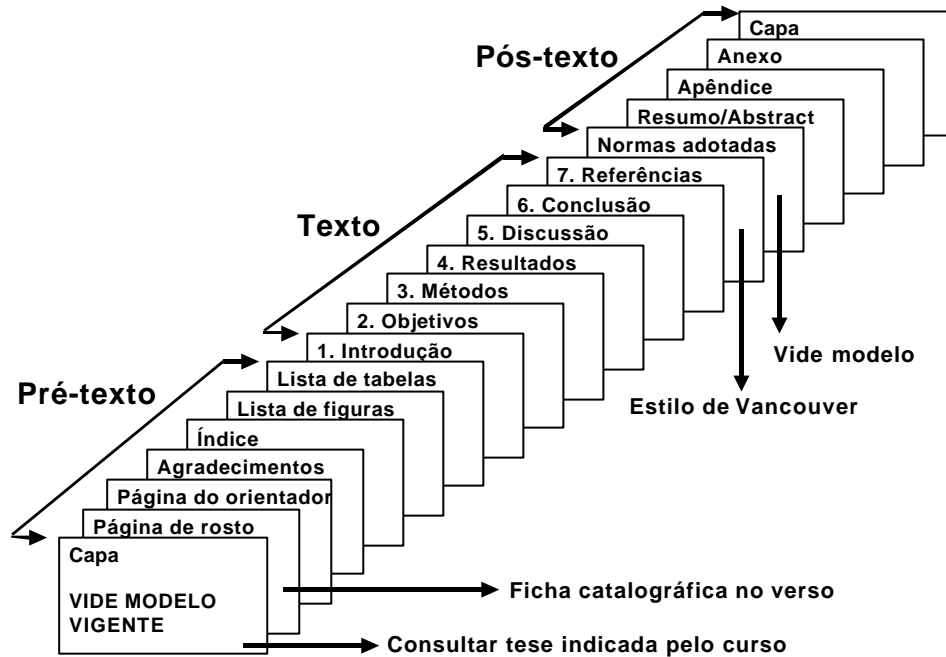 Capa
Anexo
Pós-texto
Apêndice
Resumo/Abstract
Normas adotadas
7. Referências
6. Conclusão
Texto
5. Discussão
4. Resultados
3. Métodos
2. Objetivos
1. Introdução
Vide modelo
Lista de tabelas
Pré-texto
Lista de figuras
Estilo de Vancouver
Índice
Agradecimentos
Página do orientador
Página de rosto
Capa
VIDE MODELO
VIGENTE
Ficha catalográfica no verso
Consultar tese indicada pelo curso